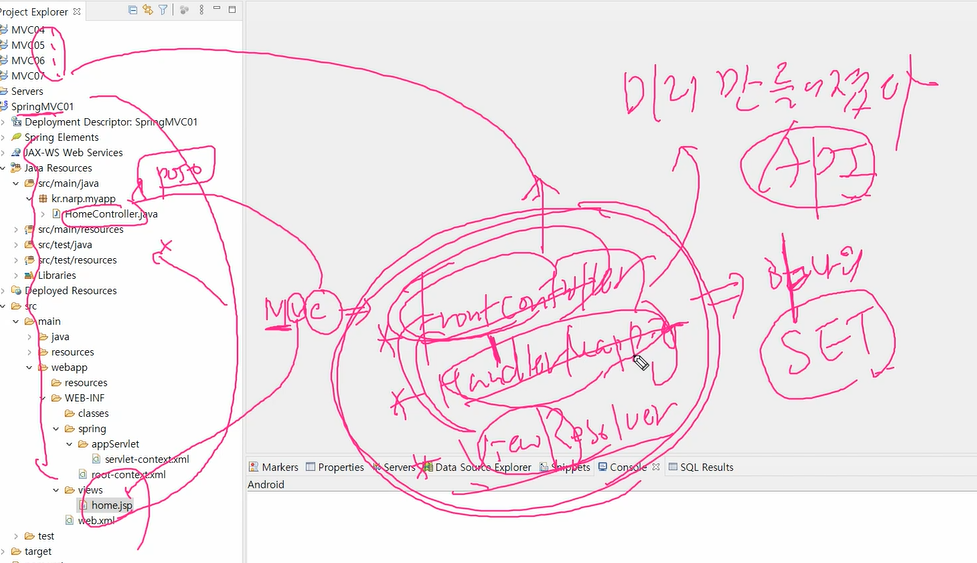 Project Explorer
MVC04
MVC05
MVC06
MVC07
Servers
SpringMVC01
Deployment Descriptor: SpringMVC01
Spring Elements
JAX-WS Web Services
Java Resources
src/main/java
kr.narp.myapp
HomeController.java
src/main/resources
src/test/java
src/test/resources
Libraries
Deployed Resources
src
main
java
resources
webapp
resources
WEB-INF
classes
spring
appServlet
servlet-context.xml
root-context.xml
views
home.jsp
web.xml
test
target
POJO
MVC
FrontController
HandlerMapping
ViewResolver
미리 만들어졌다
API
SET
Markers
Properties
Servers
Data Source Explorer
Snippets
Console
SQL Results
Android